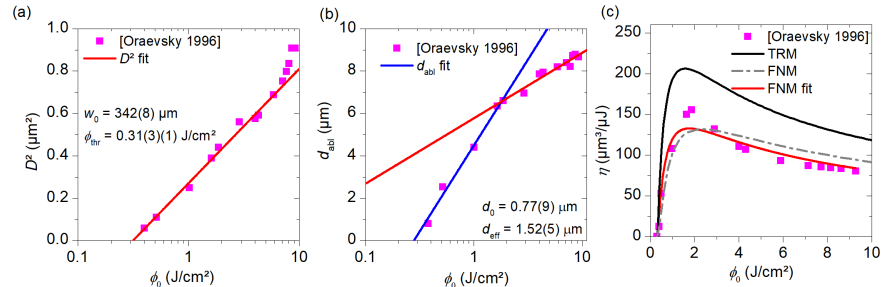 (a)
1.0
0.8
0.6
0.4
0.2
0.0
D² (μm²)
[Oraevsky 1996]
D² fit
w₀ = 342(8) μm
ϕthr = 0.31(3)(1) J/cm²
0.1
1
10
ϕ₀ (J/cm²)
(b)
10
8
6
4
2
0
dabl (μm)
[Oraevsky 1996]
dabl fit
d₀ = 0.77(9) μm
deff = 1.52(5) μm
0.1
1
10
ϕ₀ (J/cm²)
(c)
250
200
150
100
50
0
η (μm³/μJ)
[Oraevsky 1996]
TRM
FNM
FNM fit
0
2
4
6
8
10
ϕ₀ (J/cm²)